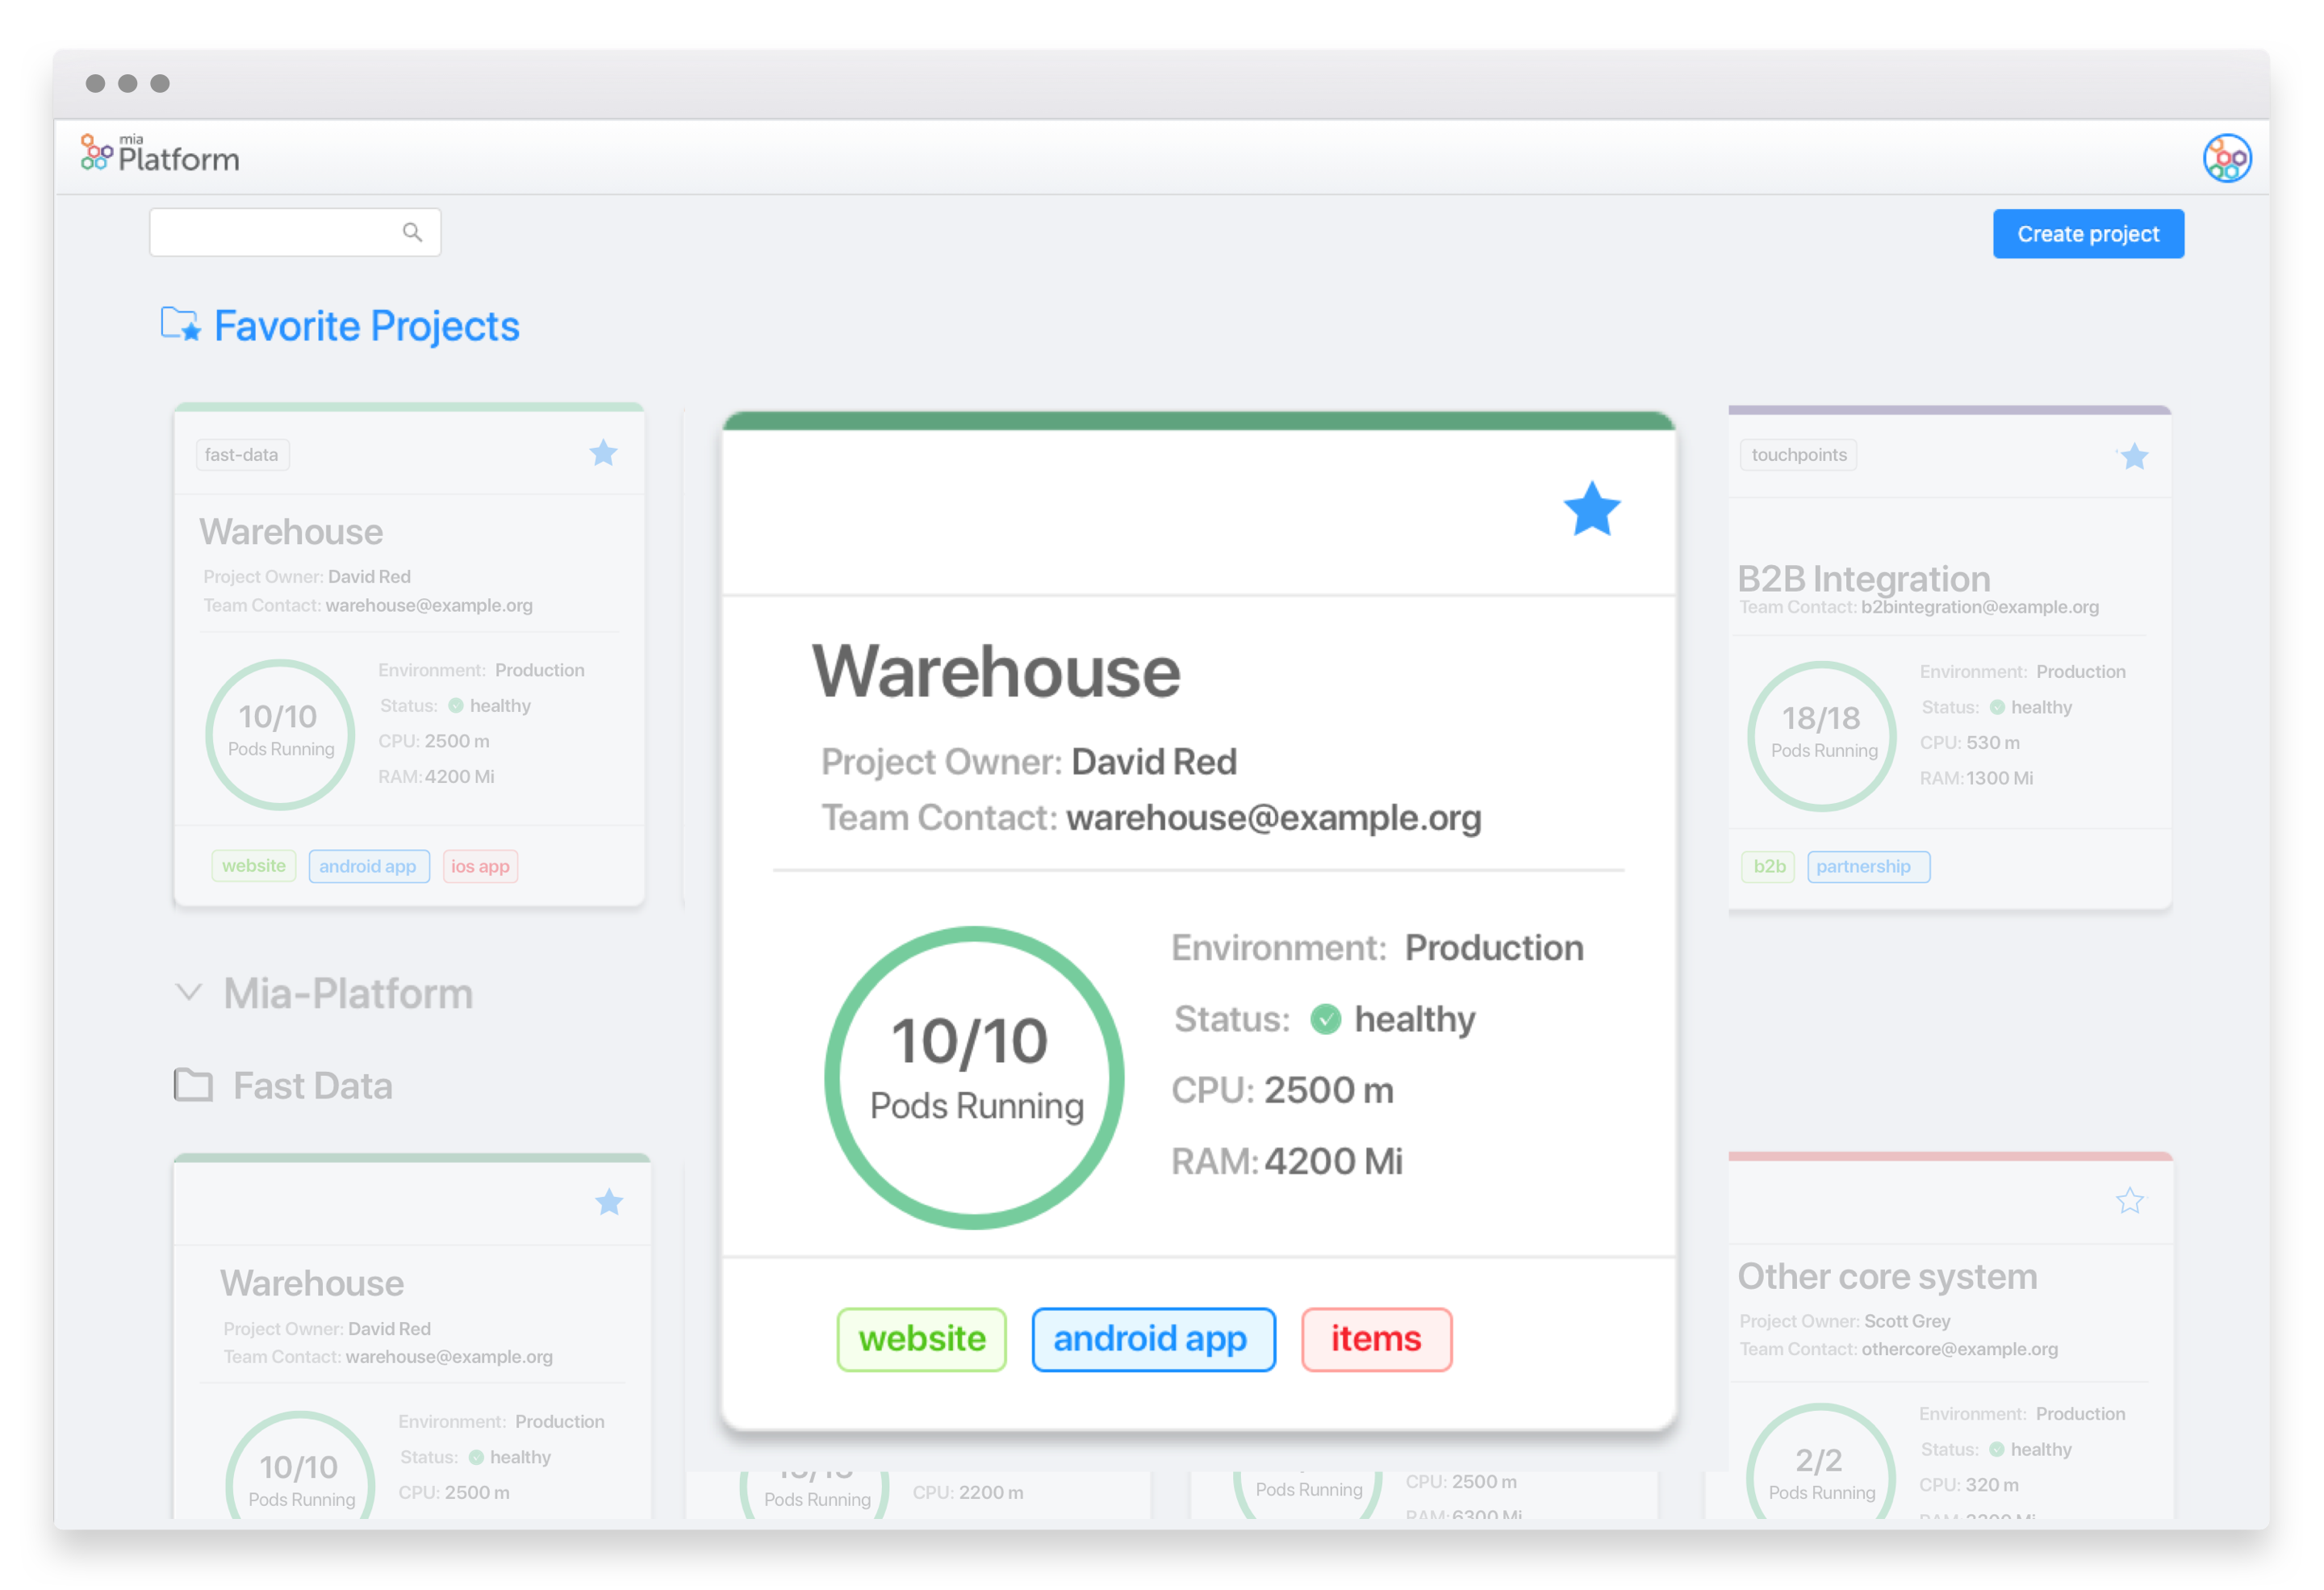 mia
Platform
Create project
Favorite Projects
fast-data
Warehouse
Project Owner: David Red
Team Contact: warehouse@example.org
10/10
Pods Running
Environment: Production
Status: healthy
CPU: 2500 m
RAM: 4200 Mi
website android app ios app
Warehouse
Project Owner: David Red
Team Contact: warehouse@example.org
10/10
Pods Running
Environment: Production
Status: healthy
CPU: 2500 m
RAM: 4200 Mi
website android app items
touchpoints
B2B Integration
Team Contact: b2bintegration@example.org
18/18
Pods Running
Environment: Production
Status: healthy
CPU: 530 m
RAM: 1300 Mi
b2b partnership
Mia-Platform
Fast Data
Warehouse
Project Owner: David Red
Team Contact: warehouse@example.org
10/10
Pods Running
Environment: Production
Status: healthy
CPU: 2500 m
Pods Running
CPU: 2200 m
Pods Running
CPU: 2500 m
RAM: 6300 Mi
Other core system
Project Owner: Scott Grey
Team Contact: othercore@example.org
2/2
Pods Running
Environment: Production
Status: healthy
CPU: 320 m